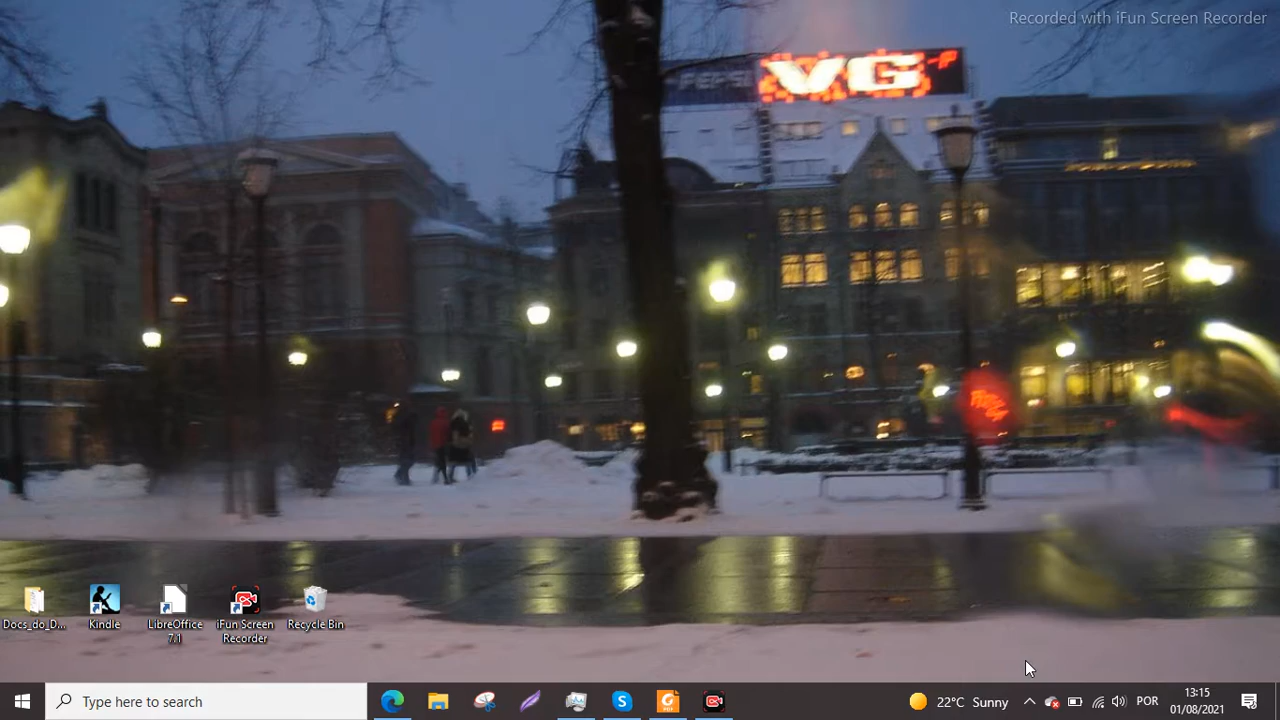 Recorded with iFun Screen Recorder
PEPSI
VG
Docs_do_D...
Kindle
LibreOffice
7.1
iFun Screen
Recorder
Recycle Bin
Type here to search
22°C Sunny
POR
13:15
01/08/2021